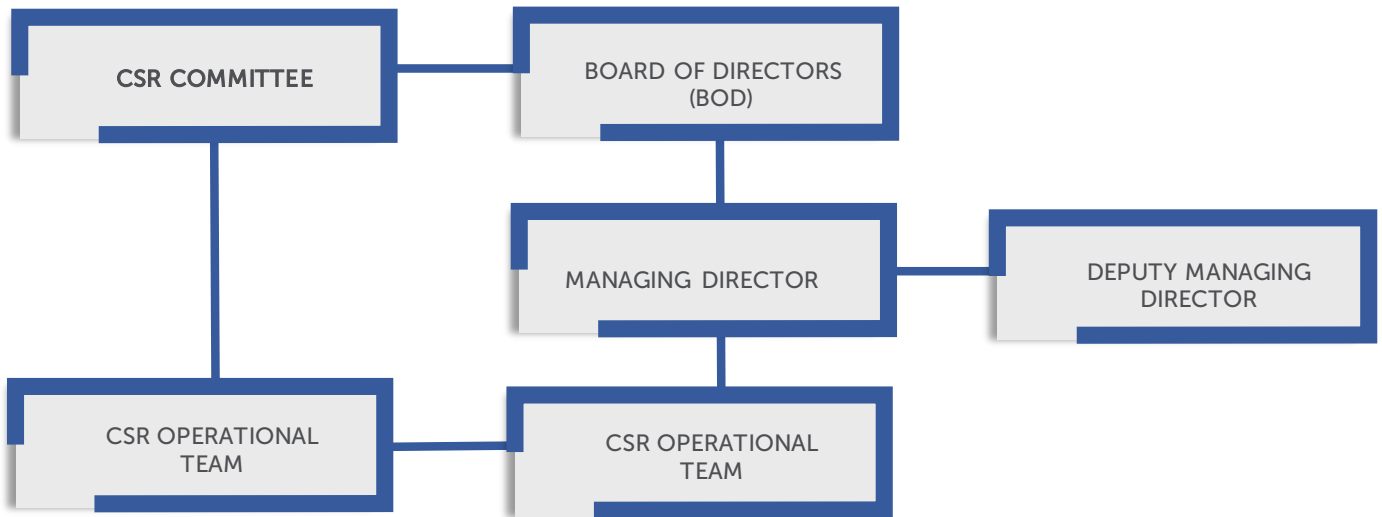 CSR COMMITTEE
BOARD OF DIRECTORS
(BOD)
MANAGING DIRECTOR
DEPUTY MANAGING
DIRECTOR
CSR OPERATIONAL
TEAM
CSR OPERATIONAL
TEAM